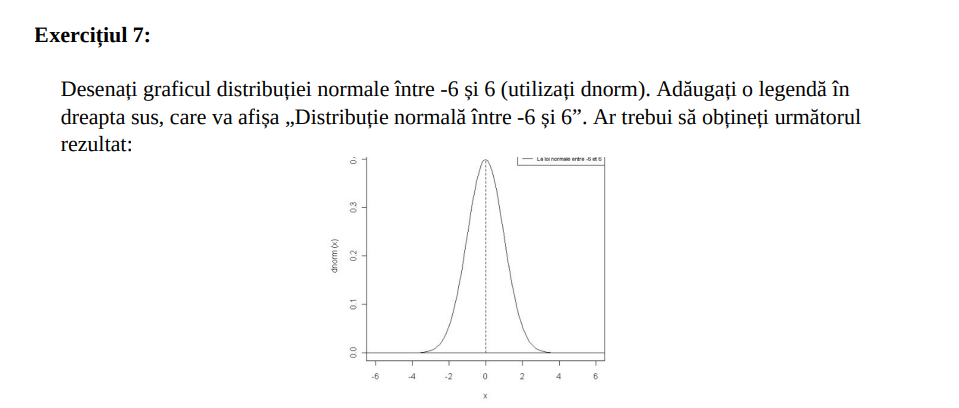 Exercițiul 7:
Desenați graficul distribuției normale între -6 și 6 (utilizați dnorm). Adăugați o legendă în
dreapta sus, care va afișa „Distribuție normală între -6 și 6”. Ar trebui să obțineți următorul
rezultat:
La loi normale entre -6 et 6
0.
0.3
0.2
0.1
0.0
dnorm (x)
-6 -4 -2 0 2 4 6
x